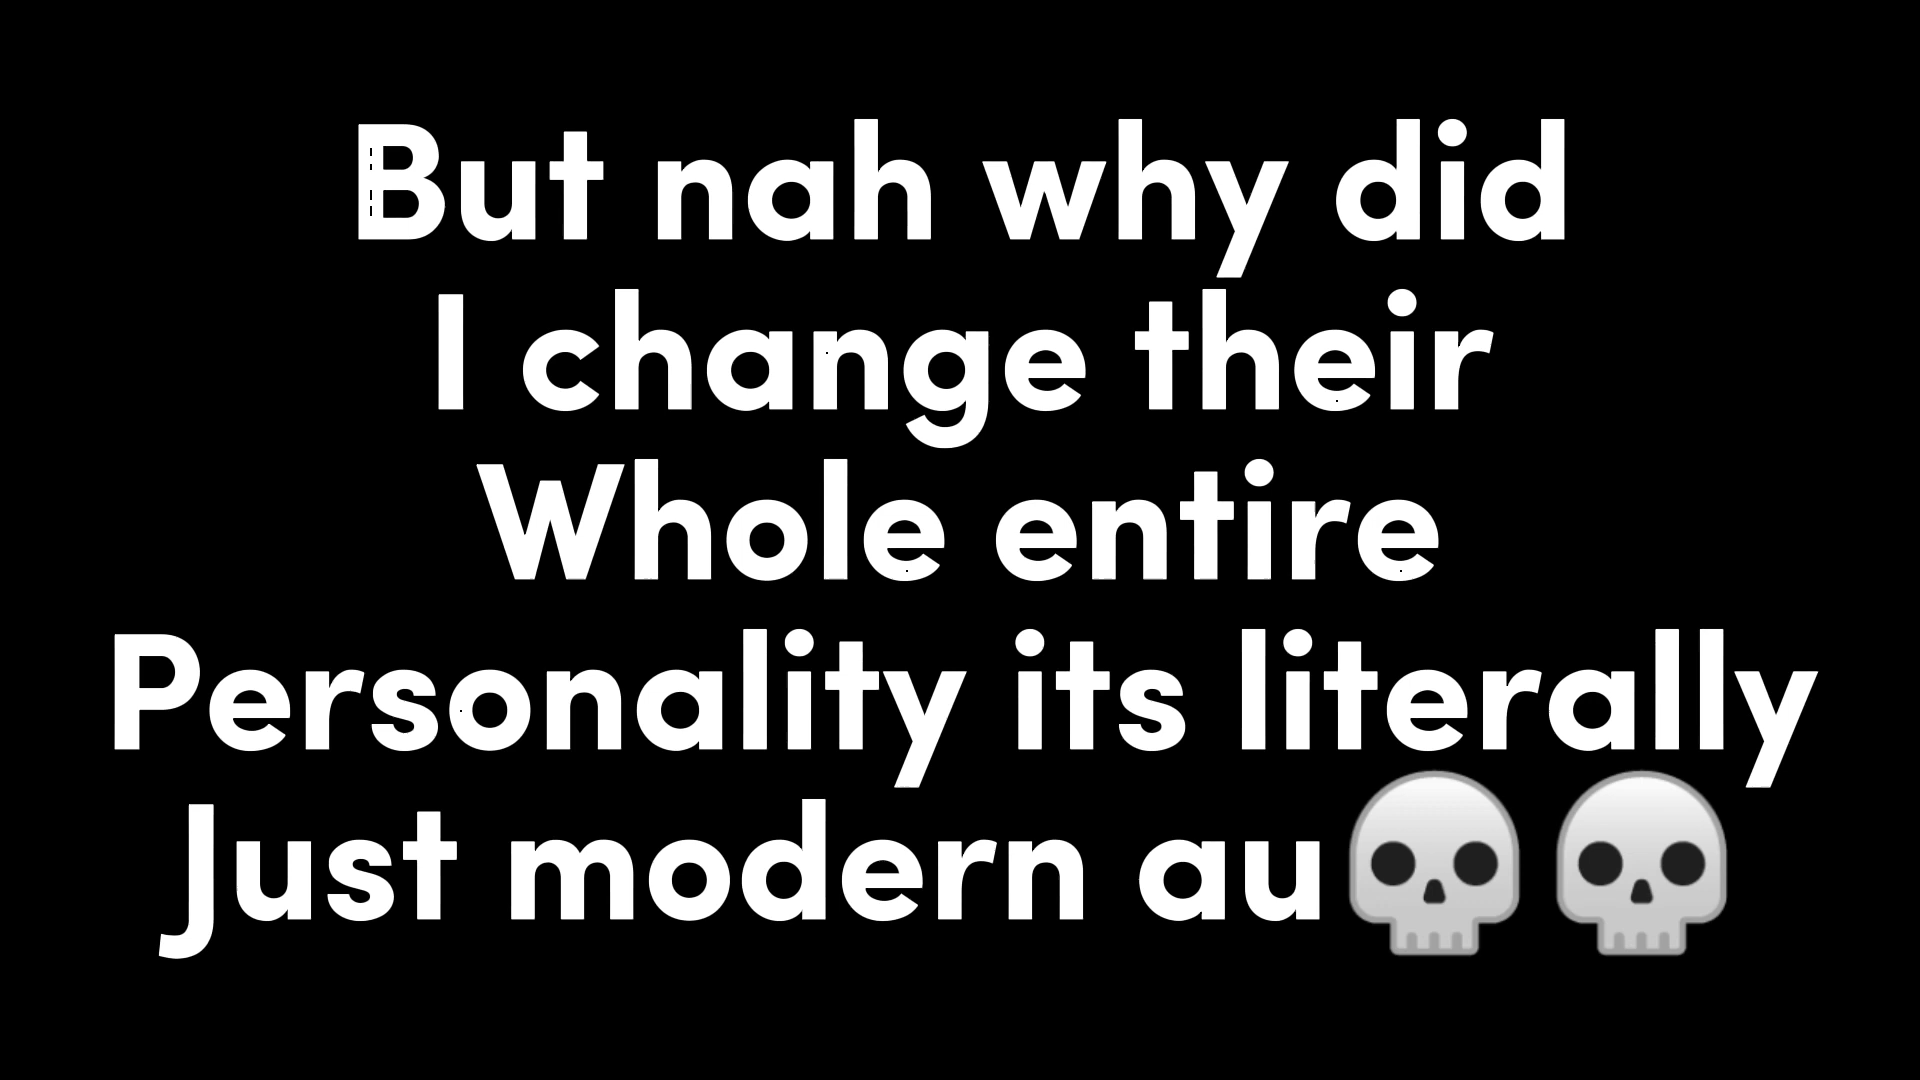 But nah why did
I change their
Whole entire
Personality its literally
Just modern au💀💀